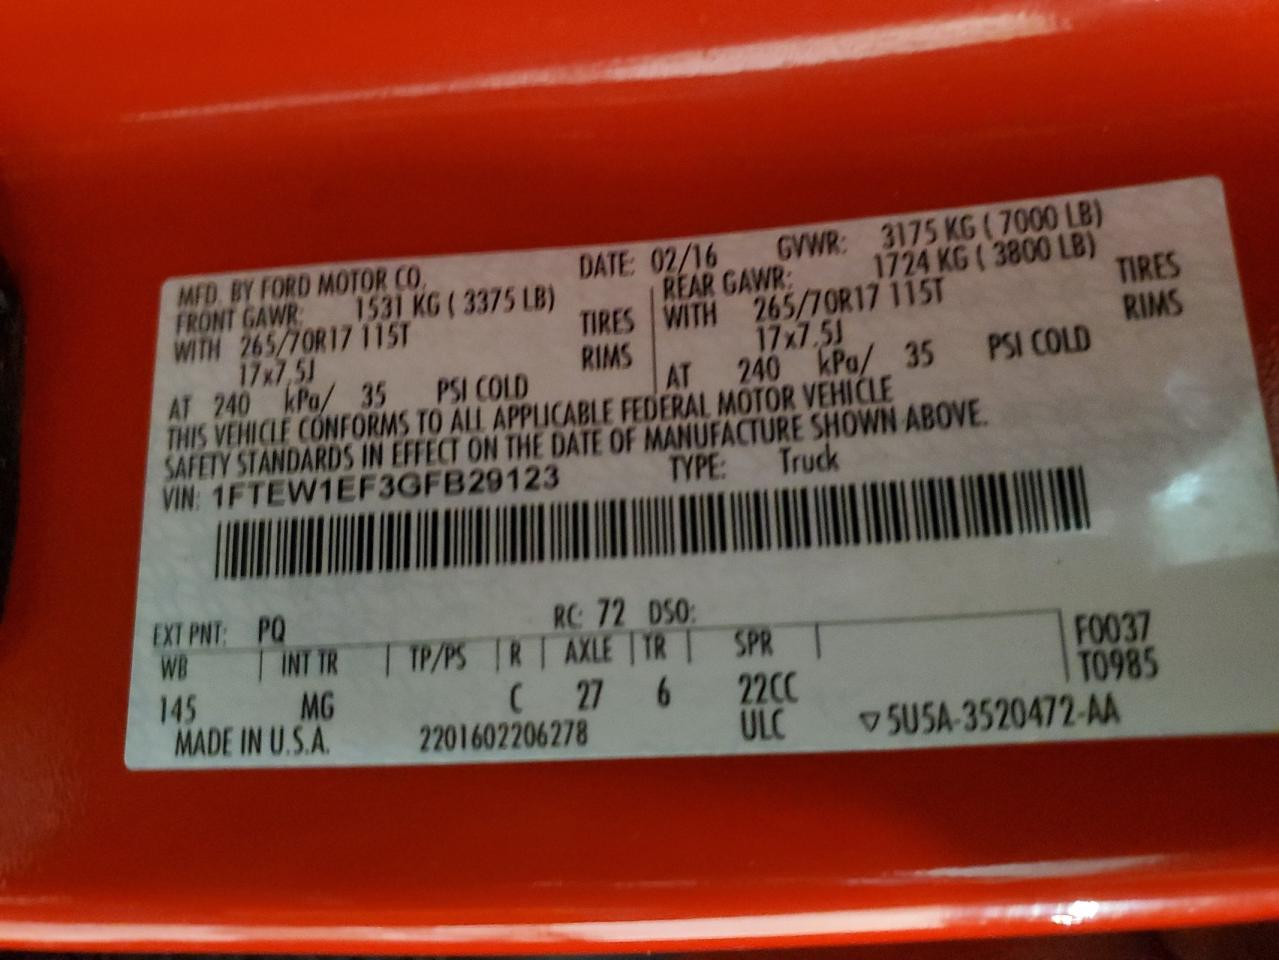 MFD. BY FORD MOTOR CO. DATE: 02/16 GVWR: 3175 KG ( 7000 LB)
FRONT GAWR: 1531 KG ( 3375 LB) REAR GAWR: 1724 KG ( 3800 LB)
WITH 265/70R17 115T TIRES WITH 265/70R17 115T TIRES
17x7.5J RIMS 17x7.5J RIMS
AT 240 kPa/ 35 PSI COLD AT 240 kPa/ 35 PSI COLD
THIS VEHICLE CONFORMS TO ALL APPLICABLE FEDERAL MOTOR VEHICLE
SAFETY STANDARDS IN EFFECT ON THE DATE OF MANUFACTURE SHOWN ABOVE.
VIN: 1FTEW1EF3GFB29123 TYPE: Truck
EXT PNT: PQ RC: 72 DSO: F0037
WB | INT TR | TP/PS | R | AXLE | TR | SPR | T0985
145 MG C 27 6 22CC
MADE IN U.S.A. 2201602206278 ULC ▽5U5A-3520472-AA